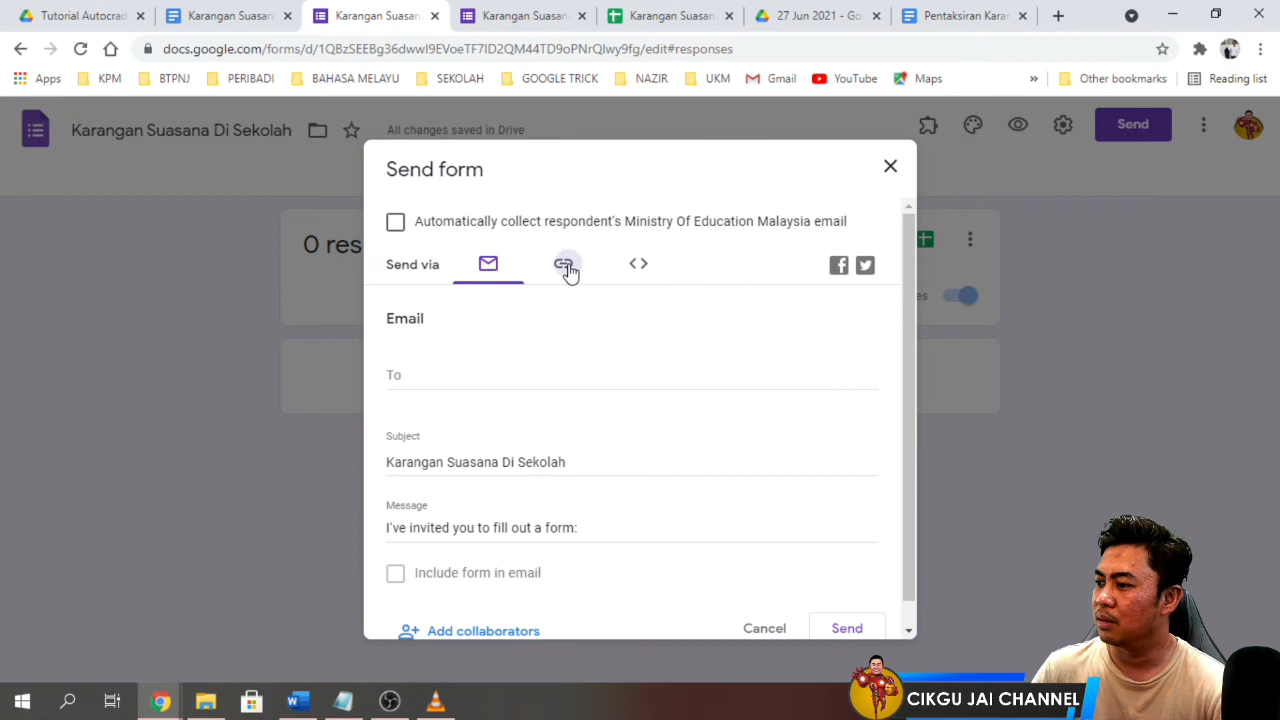 Tutorial Autocrad
Karangan Suasan
Karangan Suasan
Karangan Suasan
Karangan Suasan
27 Jun 2021 - Go
Pentaksiran Karan
docs.google.com/forms/d/1QBzSEEBg36dwwI9EVoeTF7ID2QM44TD9oPNrQIwy9fg/edit#responses
Apps
KPM
BTPNJ
PERIBADI
BAHASA MELAYU
SEKOLAH
GOOGLE TRICK
NAZIR
UKM
Gmail
YouTube
Maps
»
Other bookmarks
Reading list
Karangan Suasana Di Sekolah
All changes saved in Drive
Send
Send form
0 res
Automatically collect respondent's Ministry Of Education Malaysia email
Send via
es
Email
To
Subject
Karangan Suasana Di Sekolah
Message
I've invited you to fill out a form:
Include form in email
Add collaborators
Cancel
Send
CIKGU JAI CHANNEL